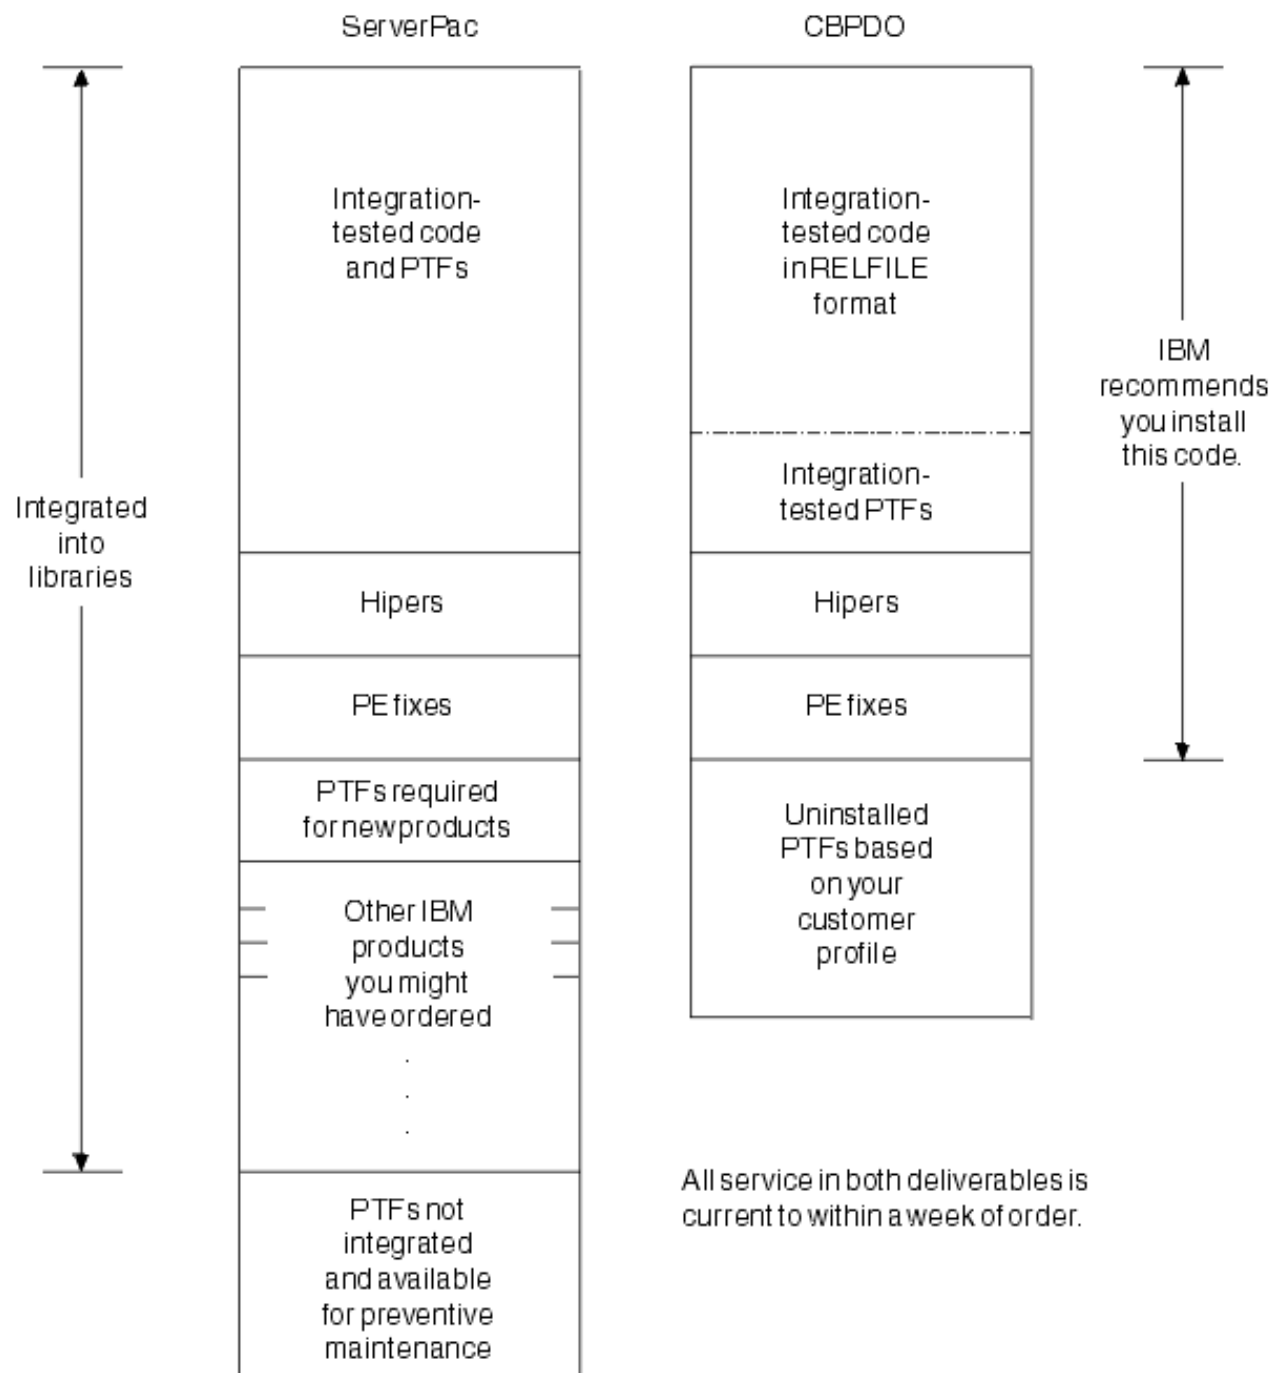 ServerPac
CBPDO
Integrated
into
libraries
Integration-
tested code
and PTFs
Hipers
PE fixes
PTFs required
for new products
Other IBM
products
you might
have ordered
.
.
.
PTFs not
integrated
and available
for preventive
maintenance
Integration-
tested code
in RELFILE
format
Integration-
tested PTFs
Hipers
PE fixes
Uninstalled
PTFs based
on your
customer
profile
IBM
recommends
you install
this code.
All service in both deliverables is
current to within a week of order.